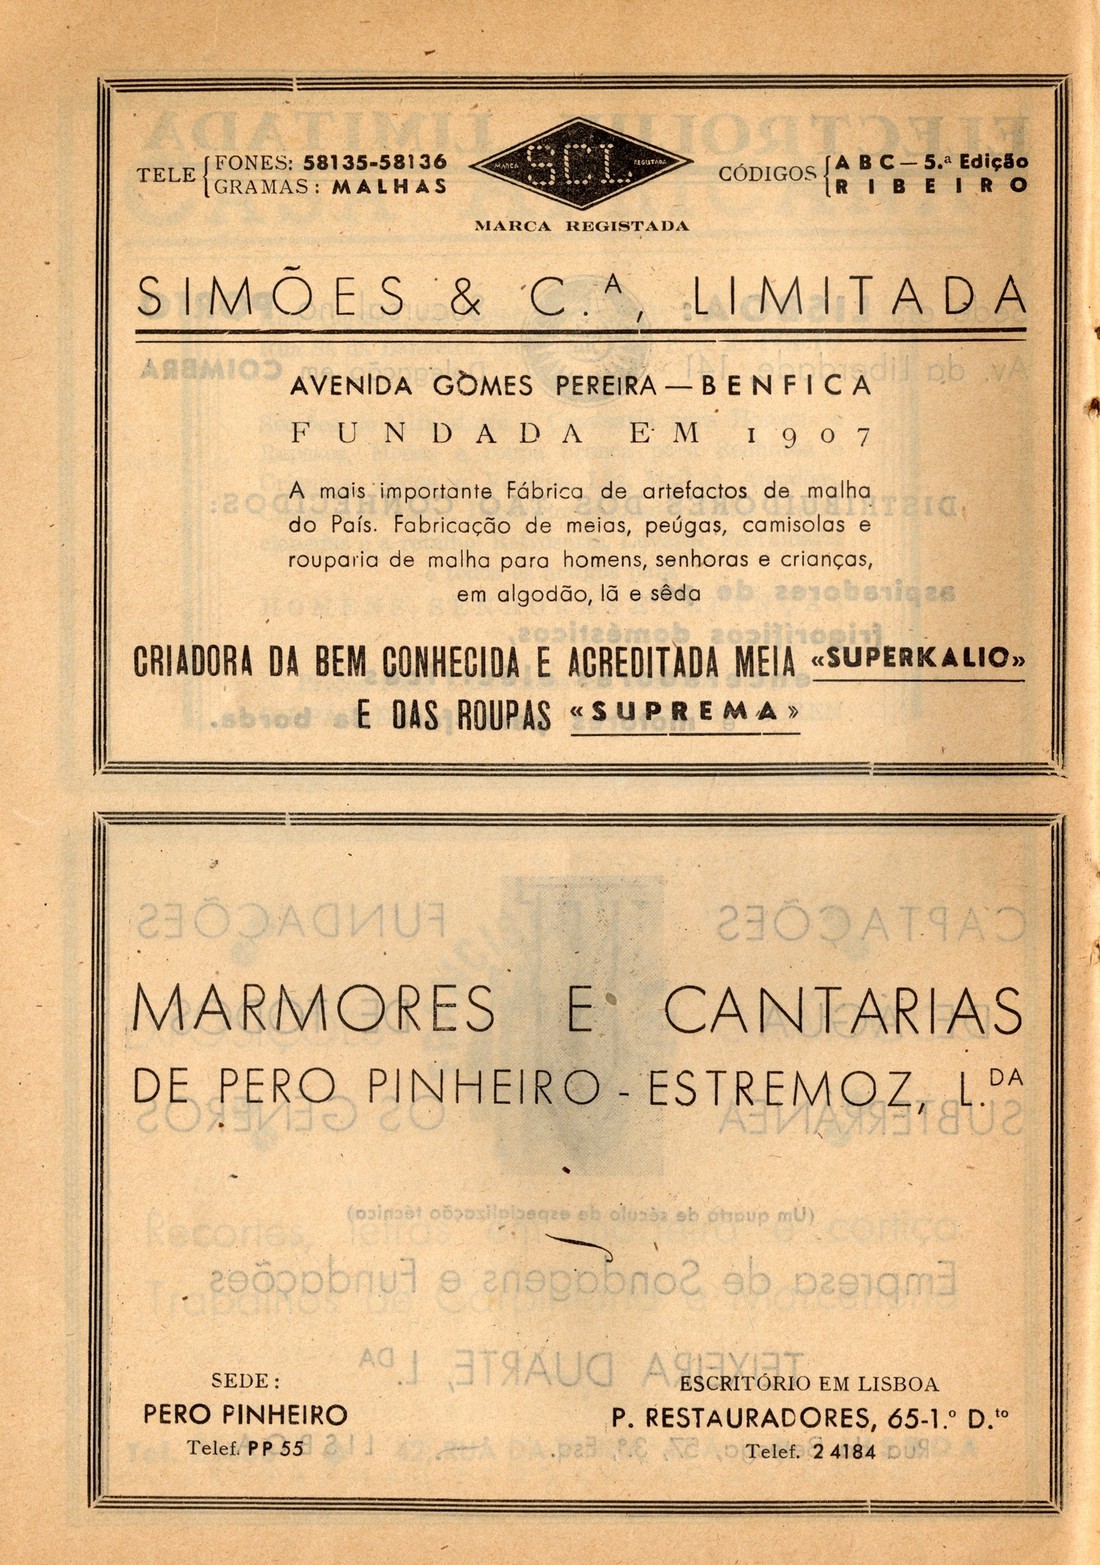 TELE { FONES: 58135-58136
GRAMAS: MALHAS
MARCA SCL REGISTADA
MARCA REGISTADA
CÓDIGOS { A B C — 5.ª Edição
RIBEIRO
SIMÕES & C.A, LIMITADA
AVENIDA GOMES PEREIRA — BENFICA
FUNDADA EM 1907
A mais importante Fábrica de artefactos de malha
do País. Fabricação de meias, peúgas, camisolas e
rouparia de malha para homens, senhoras e crianças,
em algodão, lã e sêda
CRIADORA DA BEM CONHECIDA E ACREDITADA MEIA «SUPERKALIO»
E DAS ROUPAS «SUPREMA»
MARMORES E CANTARIAS
DE PERO PINHEIRO - ESTREMOZ, L.DA
SEDE:
PERO PINHEIRO
Telef. PP 55
ESCRITÓRIO EM LISBOA
P. RESTAURADORES, 65-1.º D.to
Telef. 2 4184